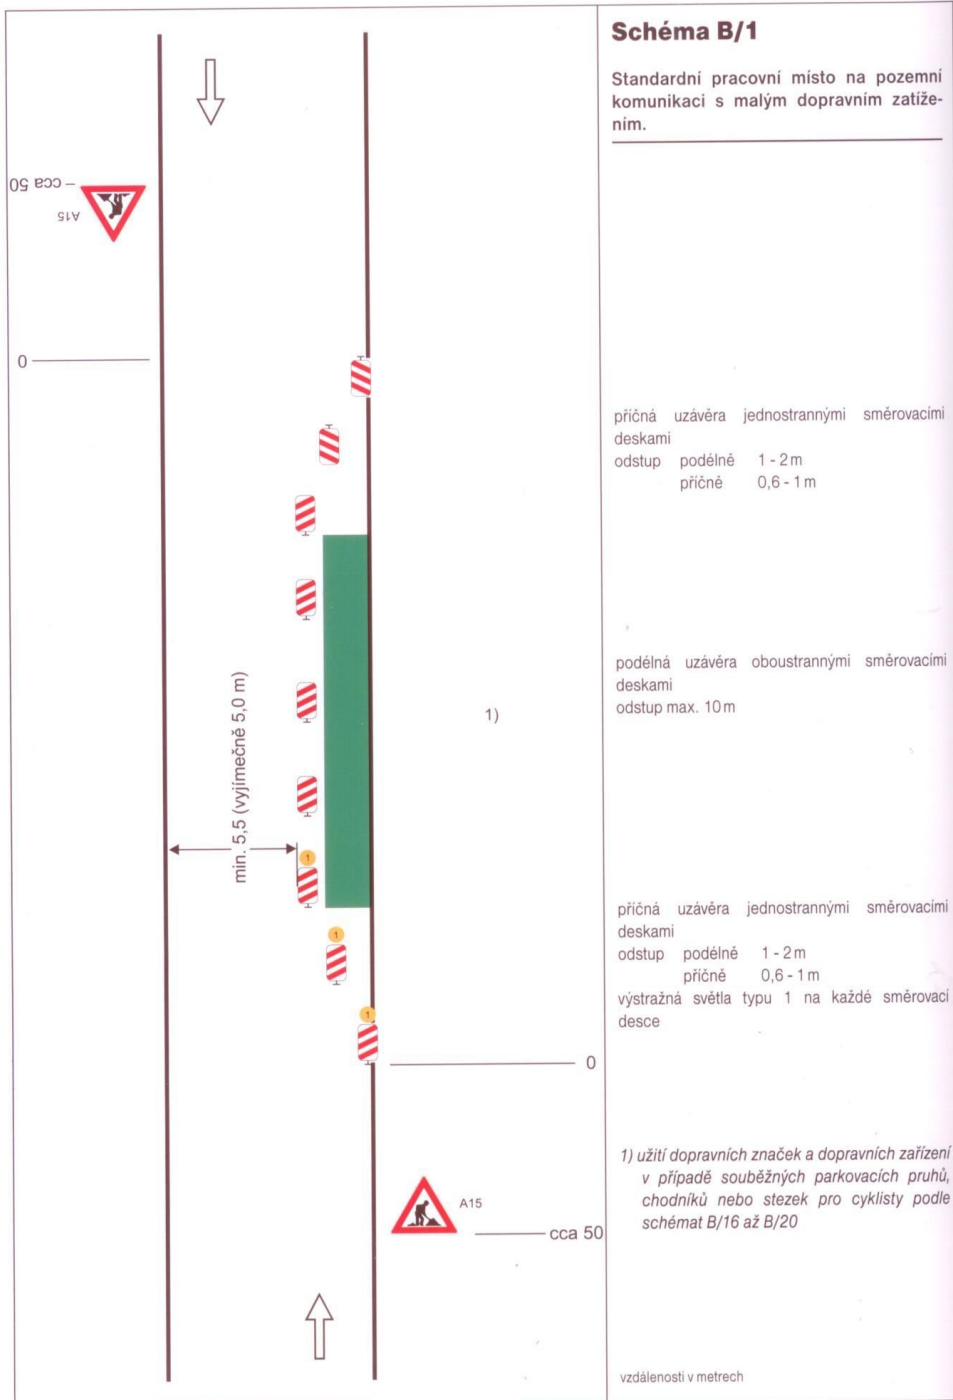 Schéma B/1
Standardní pracovní místo na pozemní
komunikaci s malým dopravním zatíže-
ním.
cca 50
A15
0
příčná uzávěra jednostrannými směrovacími
deskami
odstup podélně 1 - 2 m
příčně 0,6 - 1 m
podélná uzávěra oboustrannými směrovacími
deskami
odstup max. 10 m
min. 5,5 (vyjímečně 5,0 m)
1)
1
1
1
příčná uzávěra jednostrannými směrovacími
deskami
odstup podélně 1 - 2 m
příčně 0,6 - 1 m
výstražná světla typu 1 na každé směrovací
desce
0
A15
cca 50
1) užití dopravních značek a dopravních zařízení
v případě souběžných parkovacích pruhů,
chodníků nebo stezek pro cyklisty podle
schémat B/16 až B/20
vzdálenosti v metrech